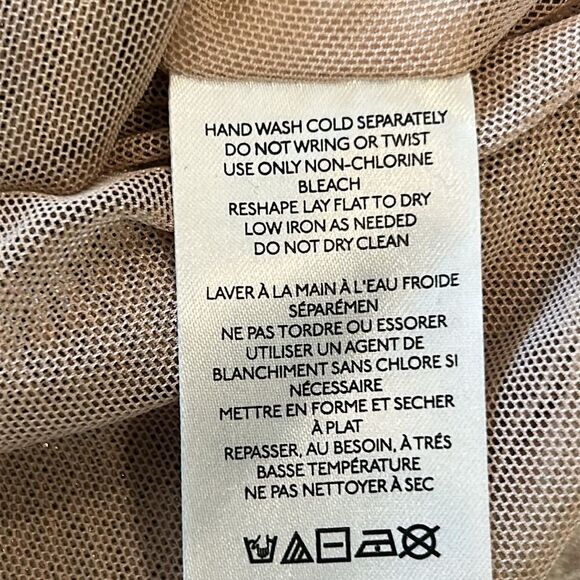 HAND WASH COLD SEPARATELY
DO NOT WRING OR TWIST
USE ONLY NON-CHLORINE
BLEACH
RESHAPE LAY FLAT TO DRY
LOW IRON AS NEEDED
DO NOT DRY CLEAN
LAVER À LA MAIN À L'EAU FROIDE
SÉPARÉMEN
NE PAS TORDRE OU ESSORER
UTILISER UN AGENT DE
BLANCHIMENT SANS CHLORE SI
NÉCESSAIRE
METTRE EN FORME ET SECHER
À PLAT
REPASSER, AU BESOIN, À TRÉS
BASSE TEMPÉRATURE
NE PAS NETTOYER À SEC